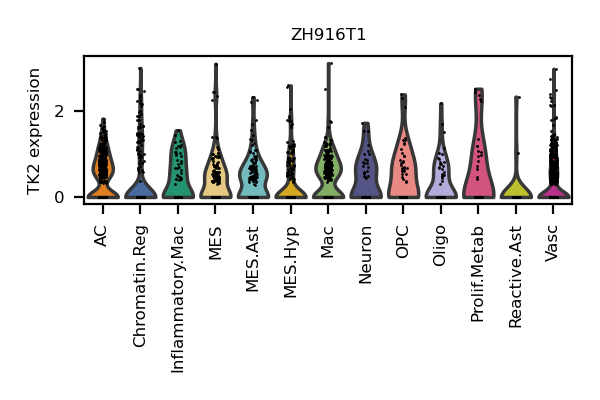 ZH916T1
TK2 expression
2
0
AC
Chromatin.Reg
Inflammatory.Mac
MES
MES.Ast
MES.Hyp
Mac
Neuron
OPC
Oligo
Prolif.Metab
Reactive.Ast
Vasc